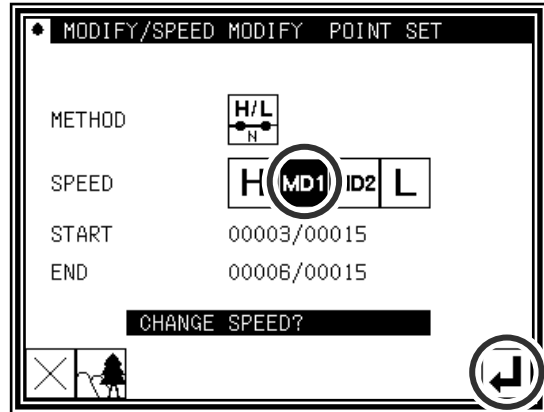 MODIFY/SPEED MODIFY POINT SET
METHOD H/L N
SPEED H MD1 ID2 L
START 00003/00015
END 00006/00015
CHANGE SPEED?